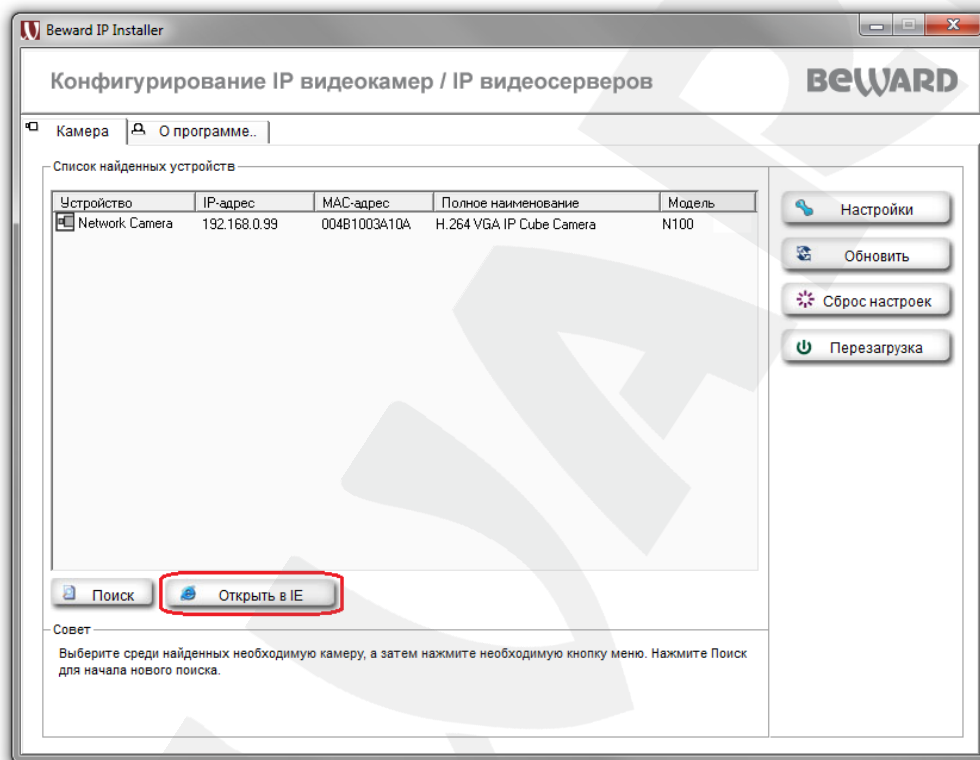 Beward IP Installer
Конфигурирование IP видеокамер / IP видеосерверов
BEWARD
Камера
О программе..
Список найденных устройств
Устройство IP-адрес MAC-адрес Полное наименование Модель
Network Camera 192.168.0.99 004B1003A10A H.264 VGA IP Cube Camera N100
Настройки
Обновить
Сброс настроек
Перезагрузка
Поиск
Открыть в IE
Совет
Выберите среди найденных необходимую камеру, а затем нажмите необходимую кнопку меню. Нажмите Поиск
для начала нового поиска.